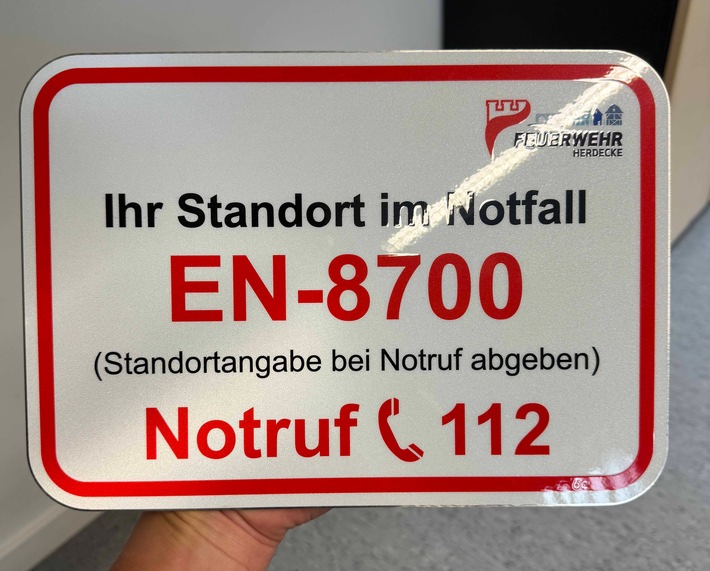 FEUERWEHR
HERDECKE
Ihr Standort im Notfall
EN-8700
(Standortangabe bei Notruf abgeben)
Notruf 112